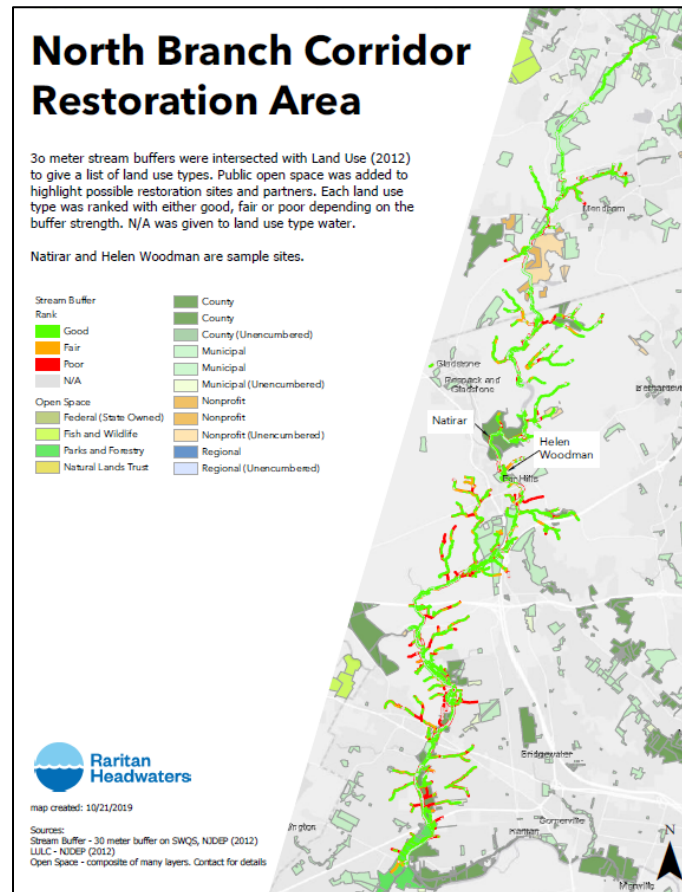 North Branch Corridor
Restoration Area
3o meter stream buffers were intersected with Land Use (2012)
to give a list of land use types. Public open space was added to
highlight possible restoration sites and partners. Each land use
type was ranked with either good, fair or poor depending on the
buffer strength. N/A was given to land use type water.
Natirar and Helen Woodman are sample sites.
Stream Buffer
Rank
Good
Fair
Poor
N/A
Open Space
Federal (State Owned)
Fish and Wildlife
Parks and Forestry
Natural Lands Trust
County
County
County (Unencumbered)
Municipal
Municipal
Municipal (Unencumbered)
Nonprofit
Nonprofit
Nonprofit (Unencumbered)
Regional
Regional (Unencumbered)
Mendham
Gladstone
Peapack and
Gladstone
Natirar
Helen
Woodman
Far Hills
Bridgewater
Somerville
Raritan
Manville
N
Raritan
Headwaters
map created: 10/21/2019
Sources:
Stream Buffer - 30 meter buffer on SWQS, NJDEP (2012)
LULC - NJDEP (2012)
Open Space - composite of many layers. Contact for details